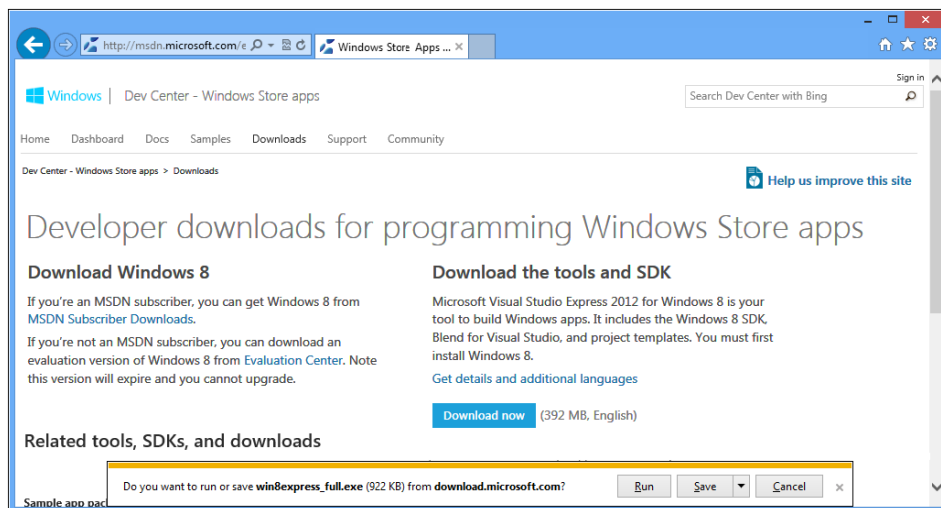 http://msdn.microsoft.com/e
Windows Store Apps ...
Sign in
Windows | Dev Center - Windows Store apps
Search Dev Center with Bing
Home Dashboard Docs Samples Downloads Support Community
Dev Center - Windows Store apps > Downloads
Help us improve this site
Developer downloads for programming Windows Store apps
Download Windows 8
If you're an MSDN subscriber, you can get Windows 8 from
MSDN Subscriber Downloads.
If you're not an MSDN subscriber, you can download an
evaluation version of Windows 8 from Evaluation Center. Note
this version will expire and you cannot upgrade.
Download the tools and SDK
Microsoft Visual Studio Express 2012 for Windows 8 is your
tool to build Windows apps. It includes the Windows 8 SDK,
Blend for Visual Studio, and project templates. You must first
install Windows 8.
Get details and additional languages
Download now (392 MB, English)
Related tools, SDKs, and downloads
Do you want to run or save win8express_full.exe (922 KB) from download.microsoft.com?
Run Save Cancel
Sample app pac